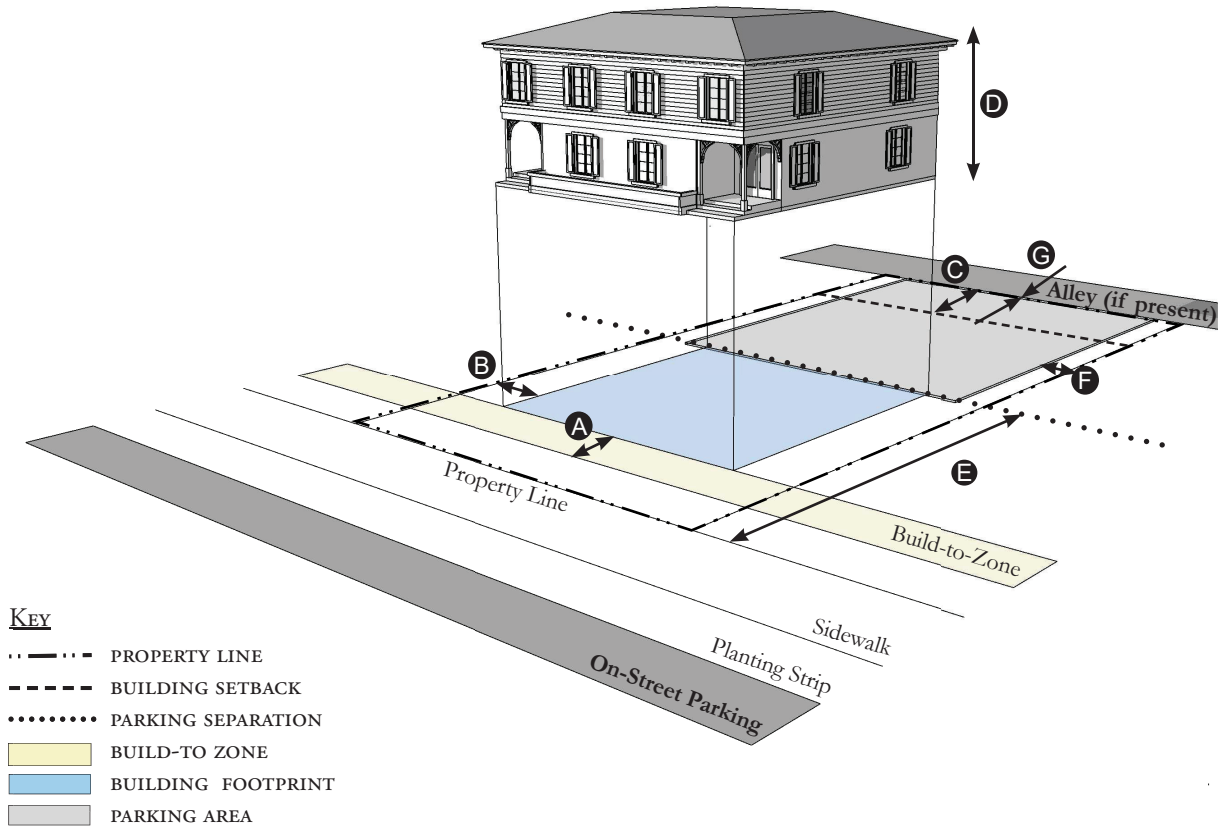 D
G
C
Alley (if present)
B
F
A
E
Property Line
Build-to-Zone
Sidewalk
Planting Strip
On-Street Parking
KEY
PROPERTY LINE
BUILDING SETBACK
PARKING SEPARATION
BUILD-TO ZONE
BUILDING FOOTPRINT
PARKING AREA